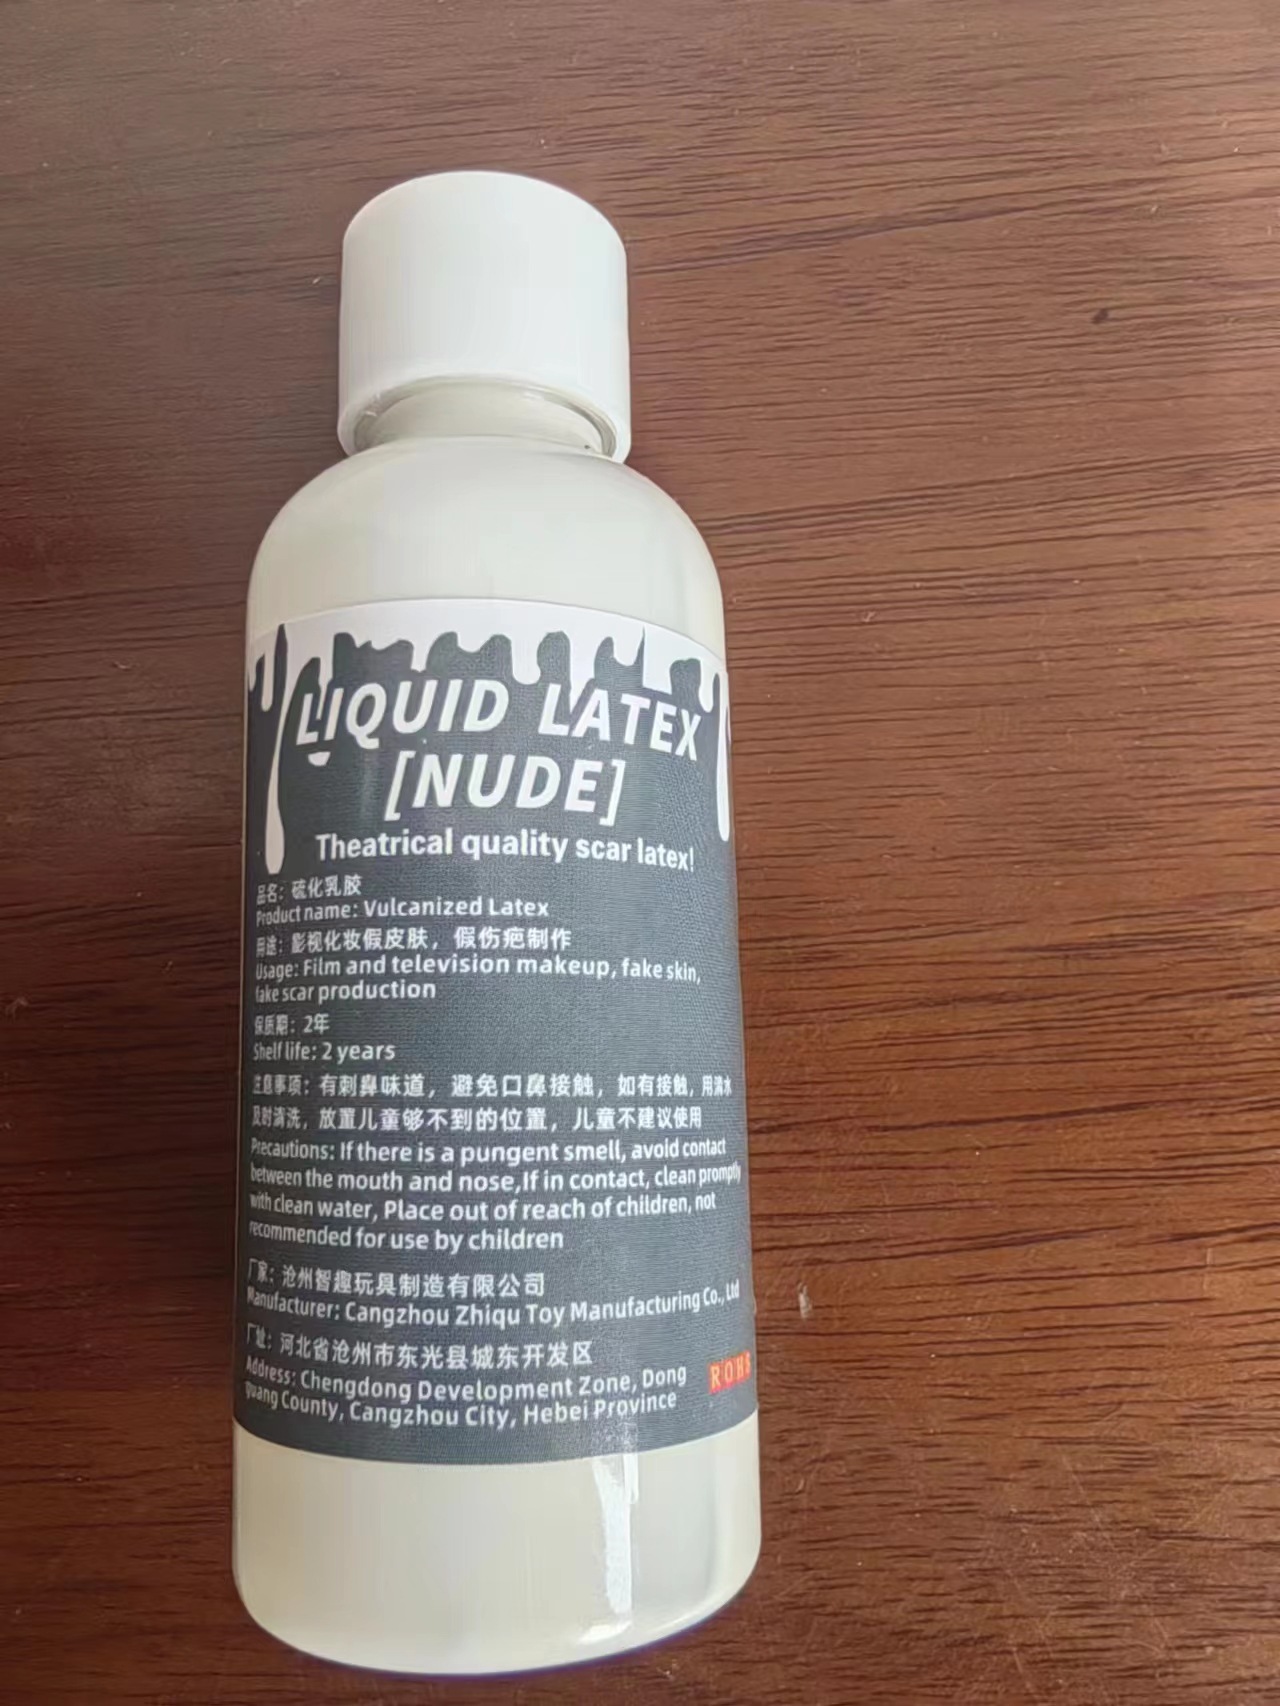 LIQUID LATEX
[NUDE]
Theatrical quality scar latex!
品名：硫化乳胶
Product name: Vulcanized Latex
用途：影视化妆假皮肤，假伤疤制作
Usage: Film and television makeup, fake skin,
fake scar production
保质期：2年
Shelf life: 2 years
注意事项：有刺鼻味道，避免口鼻接触，如有接触，用清水
及时清洗，放置儿童够不到的位置，儿童不建议使用
Precautions: If there is a pungent smell, avoid contact
between the mouth and nose,If in contact, clean promptly
with clean water, Place out of reach of children, not
recommended for use by children
厂家：沧州智趣玩具制造有限公司
Manufacturer: Cangzhou Zhiqu Toy Manufacturing Co., Ltd
厂址：河北省沧州市东光县城东开发区
Address: Chengdong Development Zone, Dong
guang County, Cangzhou City, Hebei Province
ROHS